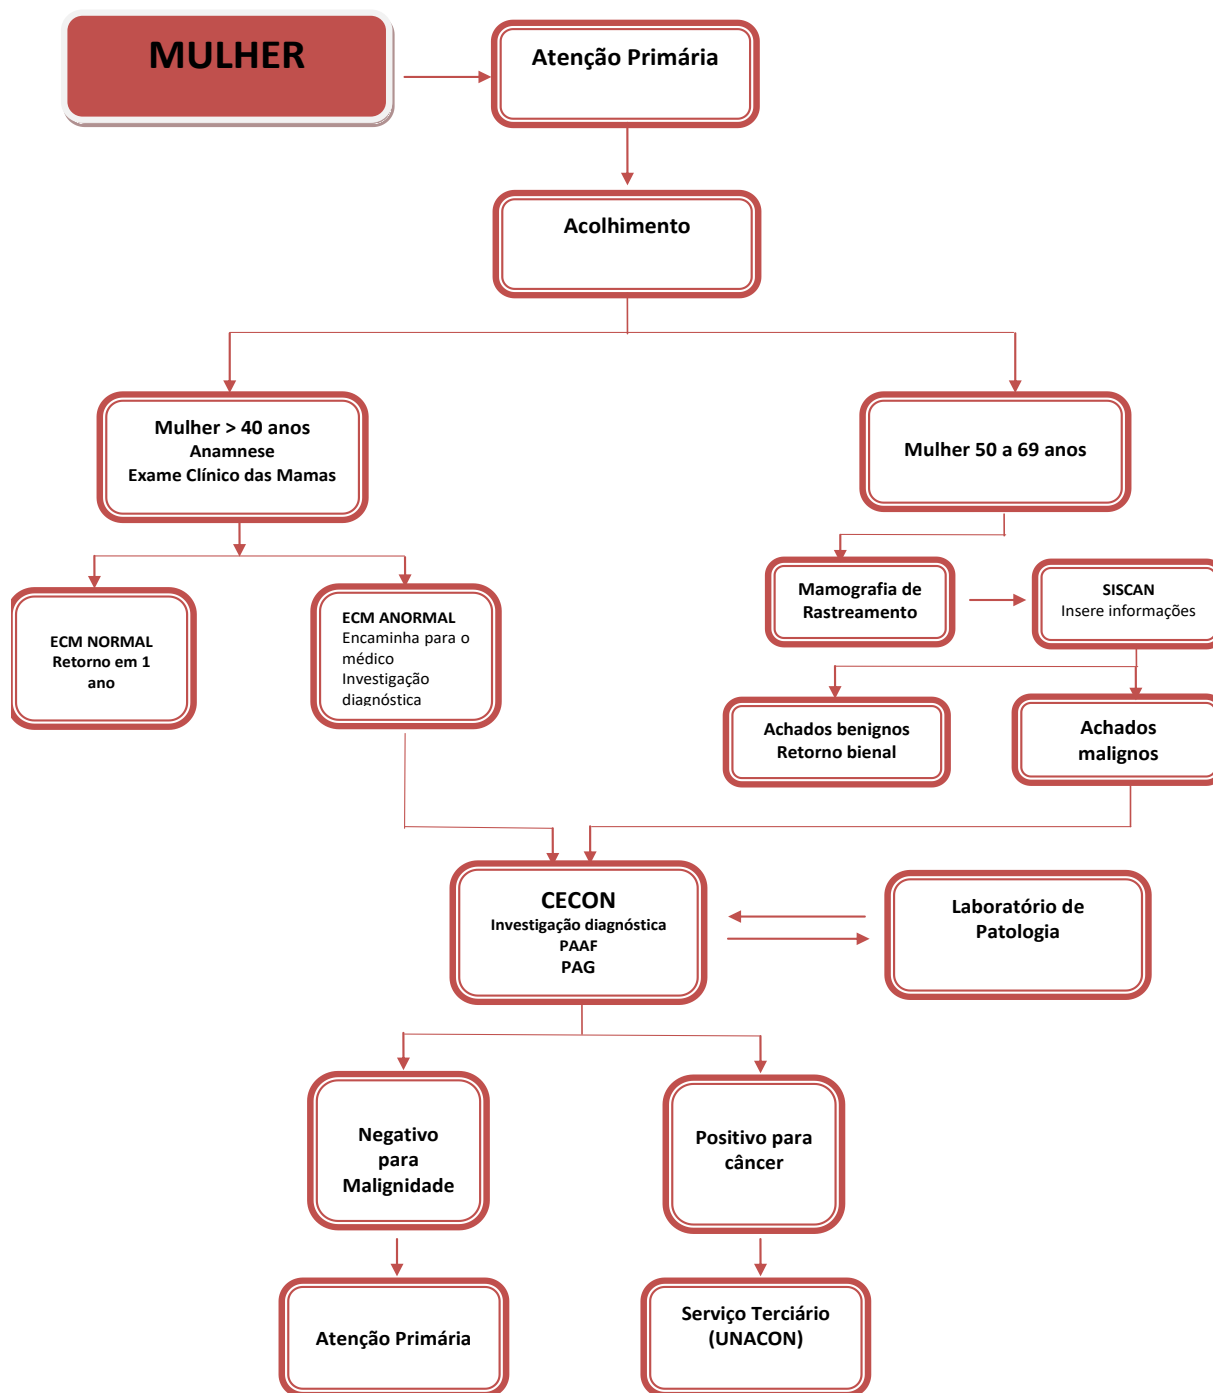 MULHER
Atenção Primária
Acolhimento
Mulher > 40 anos
Anamnese
Exame Clínico das Mamas
Mulher 50 a 69 anos
Mamografia de
Rastreamento
SISCAN
Insere informações
ECM NORMAL
Retorno em 1
ano
ECM ANORMAL
Encaminha para o
médico
Investigação
diagnóstica
Achados benignos
Retorno bienal
Achados
malignos
CECON
Investigação diagnóstica
PAAF
PAG
Laboratório de
Patologia
Negativo
para
Malignidade
Positivo para
câncer
Atenção Primária
Serviço Terciário
(UNACON)